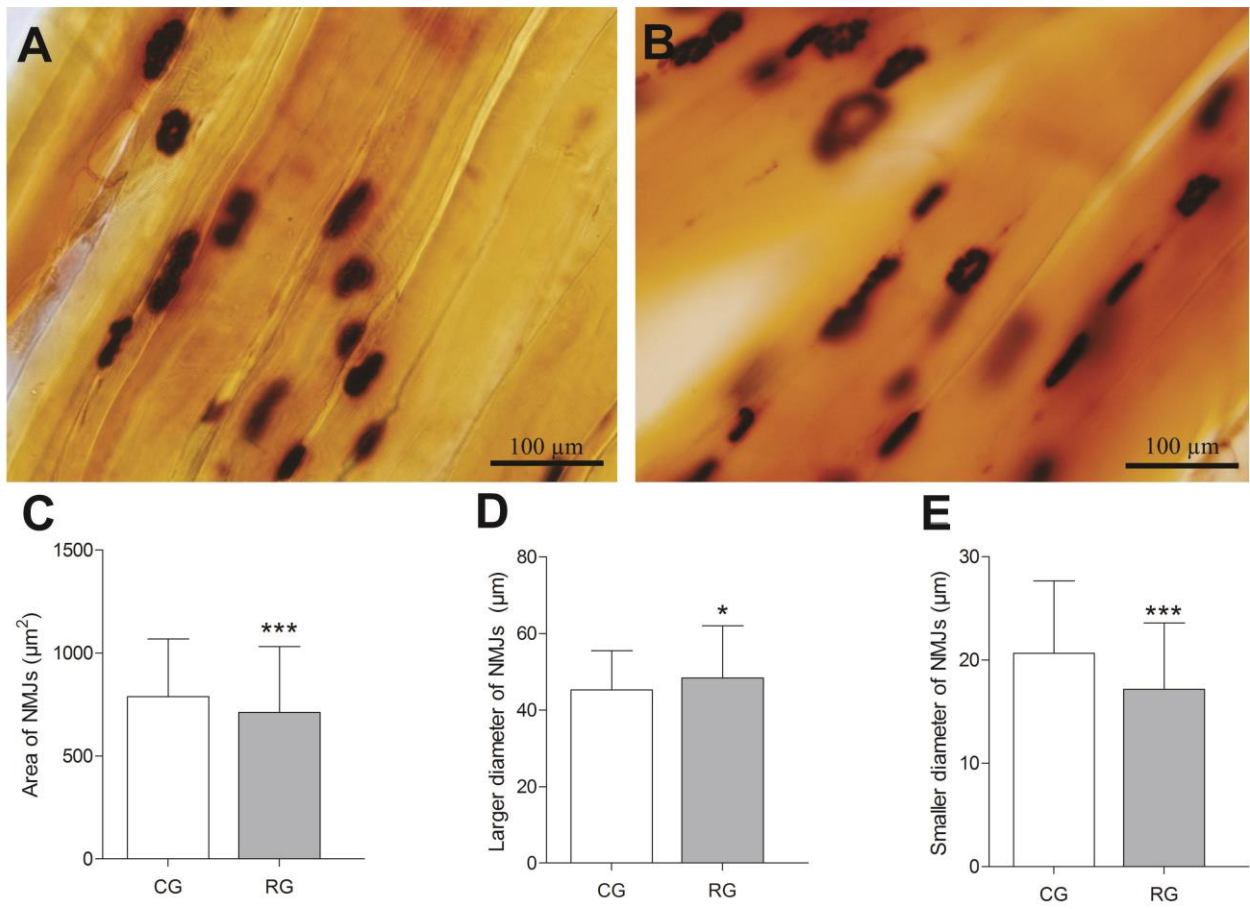 A
B
100 µm
100 µm
C
D
E
Area of NMJs (µm²)
1500
1000
500
0
***
CG
RG
Larger diameter of NMJs (µm)
80
60
40
20
0
*
CG
RG
Smaller diameter of NMJs (µm)
30
20
10
0
***
CG
RG